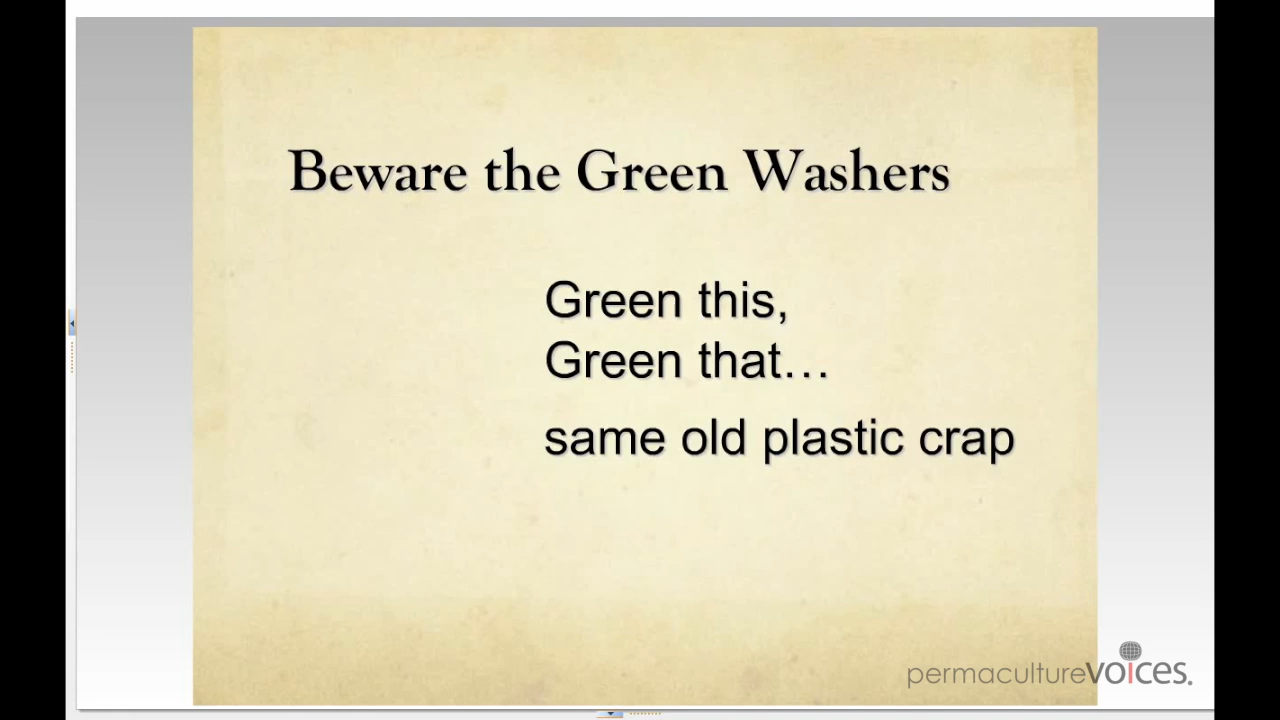 Beware the Green Washers
Green this,
Green that…
same old plastic crap
permaculturevoices.